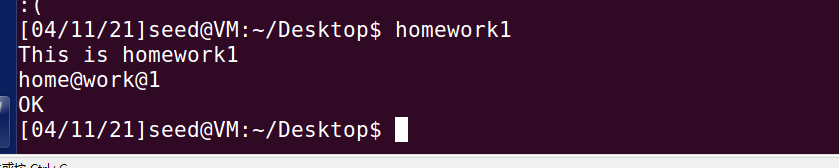 :(
[04/11/21]seed@VM:~/Desktop$ homework1
This is homework1
home@work@1
OK
[04/11/21]seed@VM:~/Desktop$